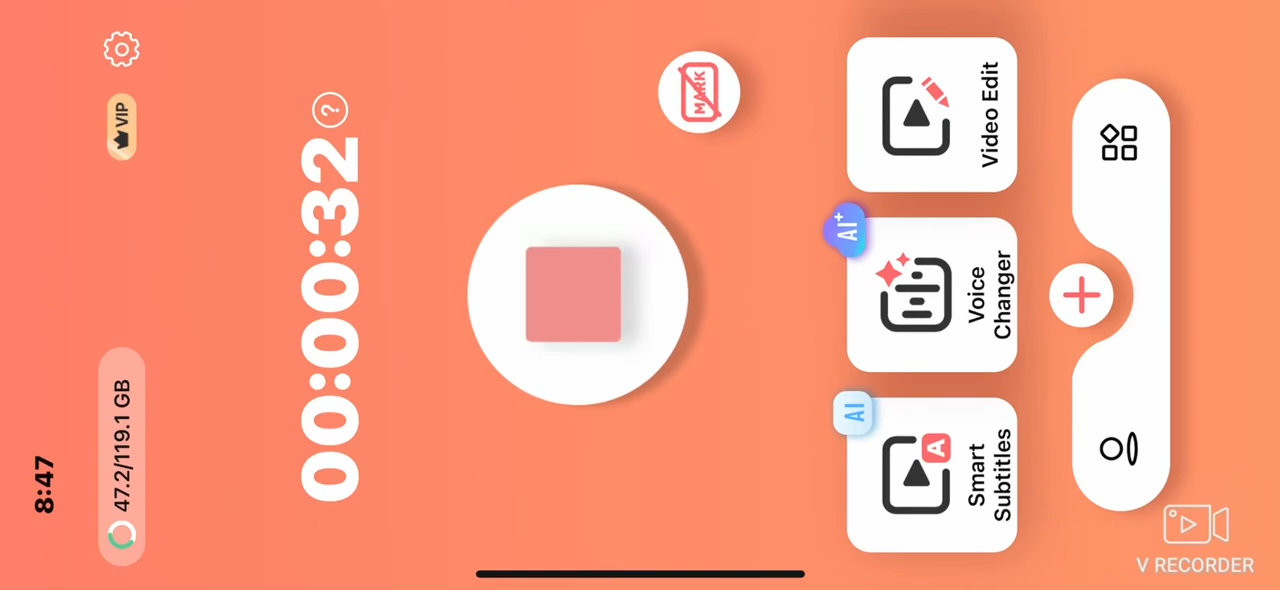 8:47
47.2/119.1 GB
VIP
00:00:32
?
MARK
AI
Smart
Subtitles
A
AI+
Voice
Changer
Video Edit
V RECORDER